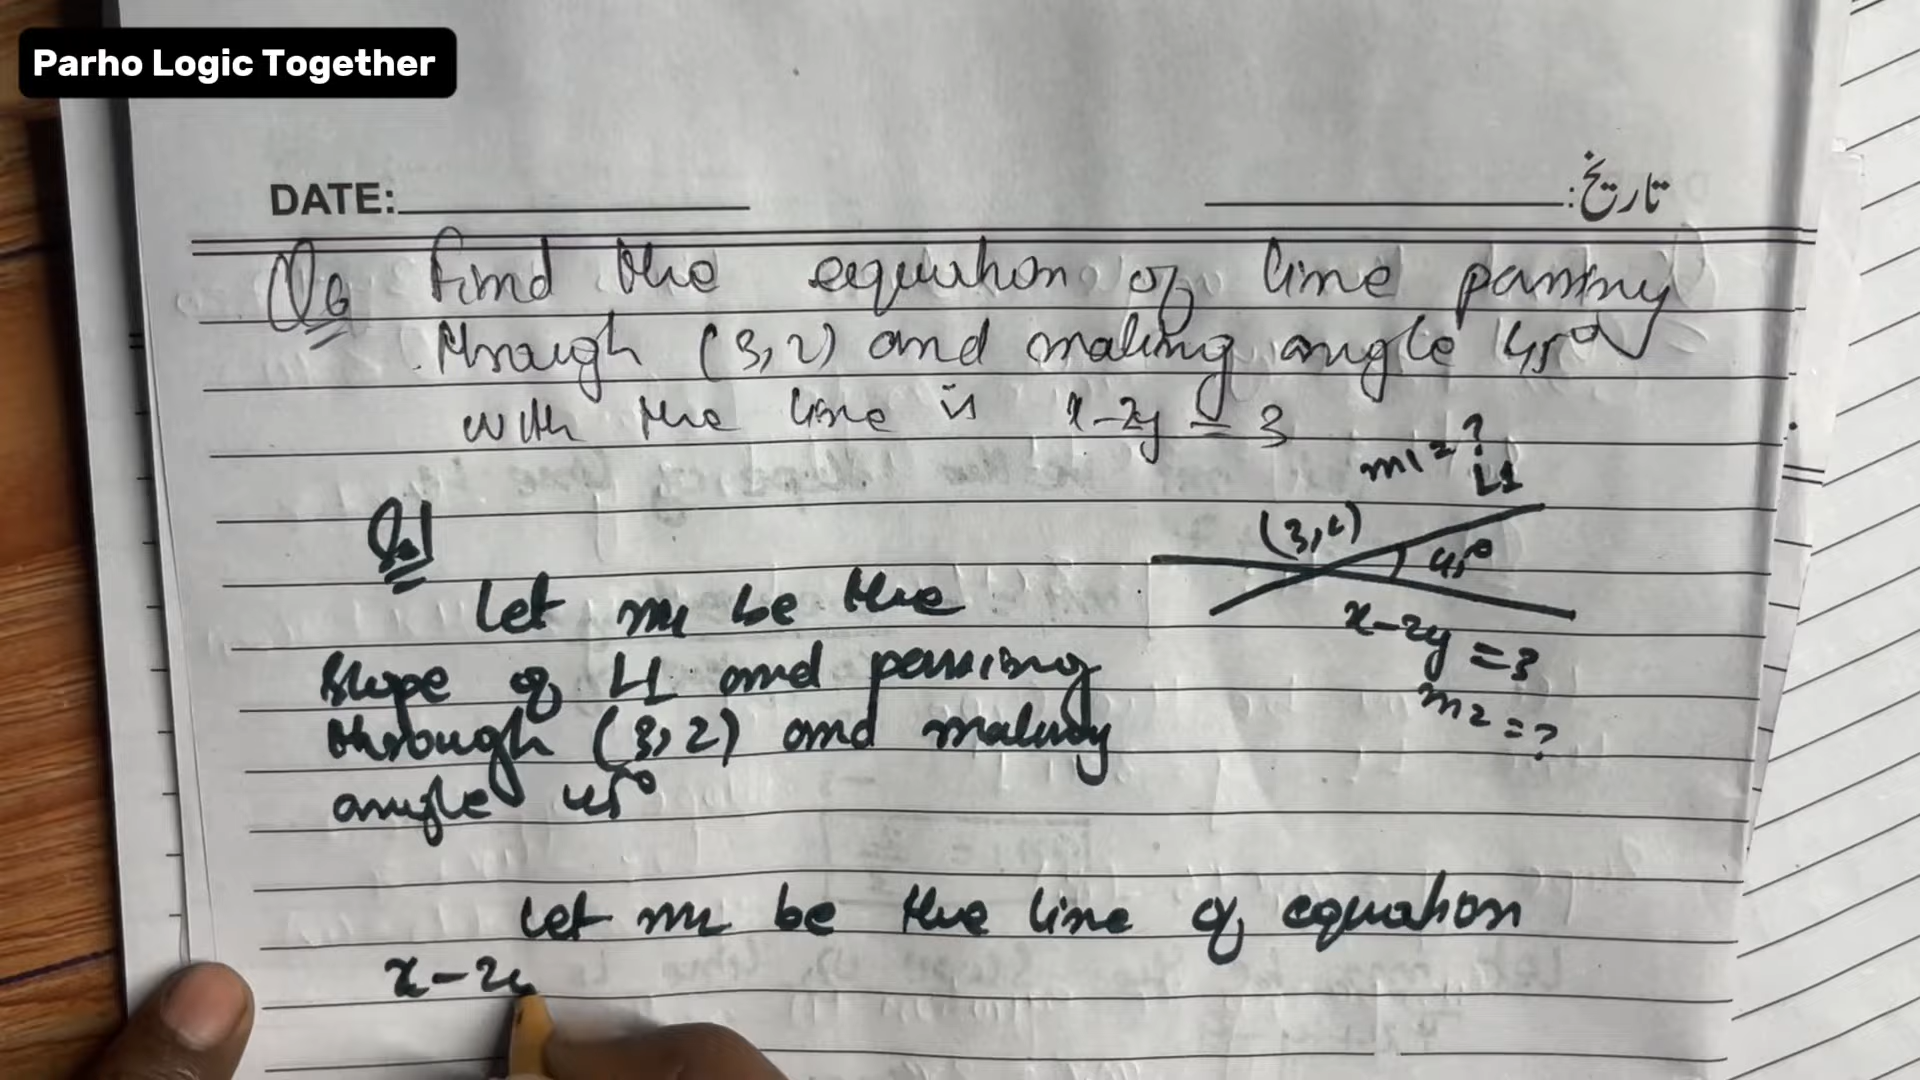 Parho Logic Together
DATE: تاریخ:
Q6 Find the equation of line passing
through (3,2) and making angle 45°
with the line is x-2y = 3
m1 = ?
L1
(3,2)
45°
x-2y = 3
m2 = ?
Sol
Let m1 be the
slope of L1 and passing
through (3,2) and making
angle 45°
Let m2 be the line of equation
x-2y